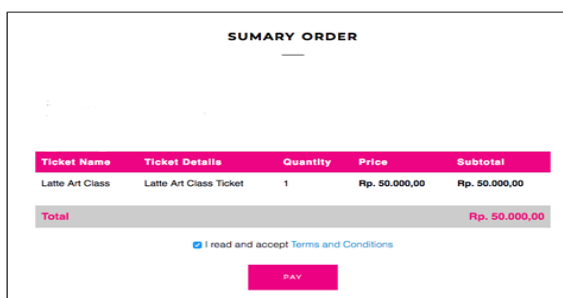 SUMARY ORDER
Ticket Name Ticket Details Quantity Price Subtotal
Latte Art Class Latte Art Class Ticket 1 Rp. 50.000,00 Rp. 50.000,00
Total Rp. 50.000,00
I read and accept Terms and Conditions
PAY